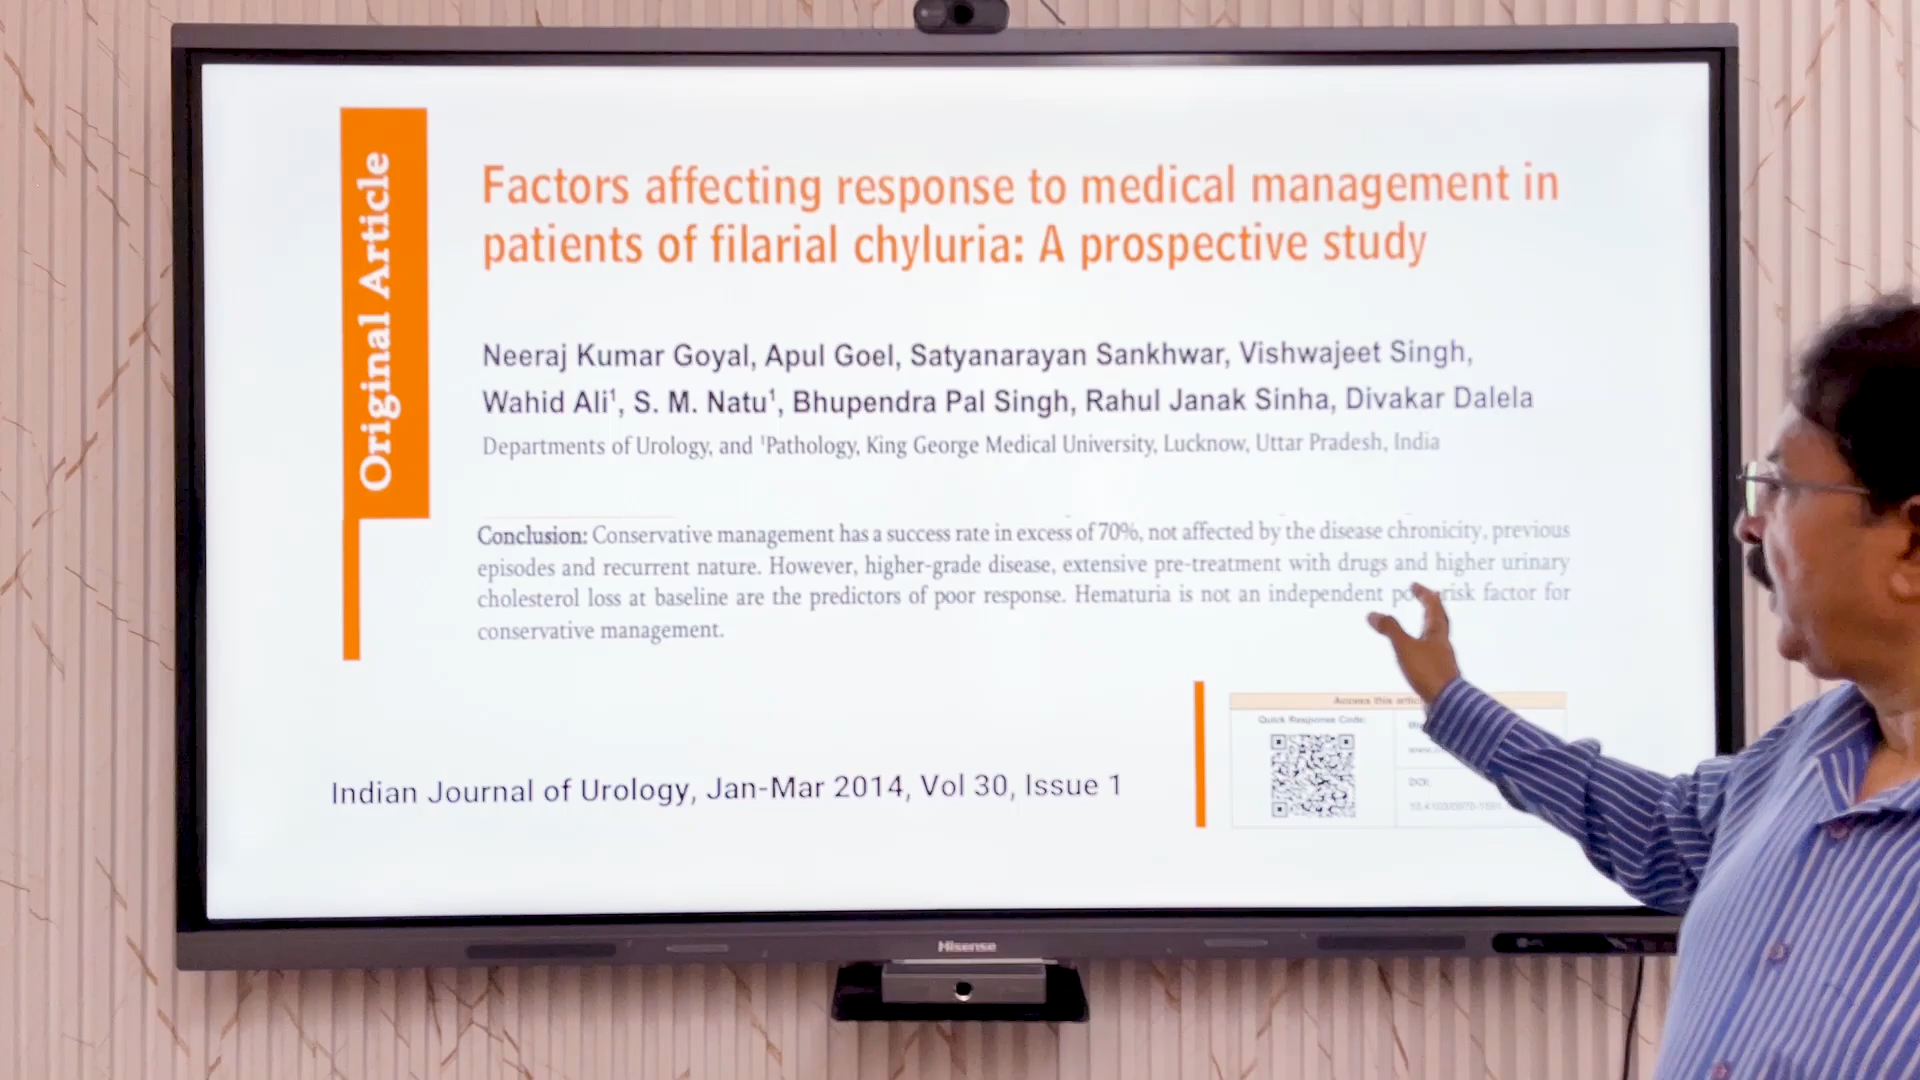 Original Article
Factors affecting response to medical management in
patients of filarial chyluria: A prospective study
Neeraj Kumar Goyal, Apul Goel, Satyanarayan Sankhwar, Vishwajeet Singh,
Wahid Ali¹, S. M. Natu¹, Bhupendra Pal Singh, Rahul Janak Sinha, Divakar Dalela
Departments of Urology, and ¹Pathology, King George Medical University, Lucknow, Uttar Pradesh, India
Conclusion: Conservative management has a success rate in excess of 70%, not affected by the disease chronicity, previous
episodes and recurrent nature. However, higher-grade disease, extensive pre-treatment with drugs and higher urinary
cholesterol loss at baseline are the predictors of poor response. Hematuria is not an independent risk factor for
conservative management.
Access this
Quick Response Code:
DOI:
Indian Journal of Urology, Jan-Mar 2014, Vol 30, Issue 1
Hisense